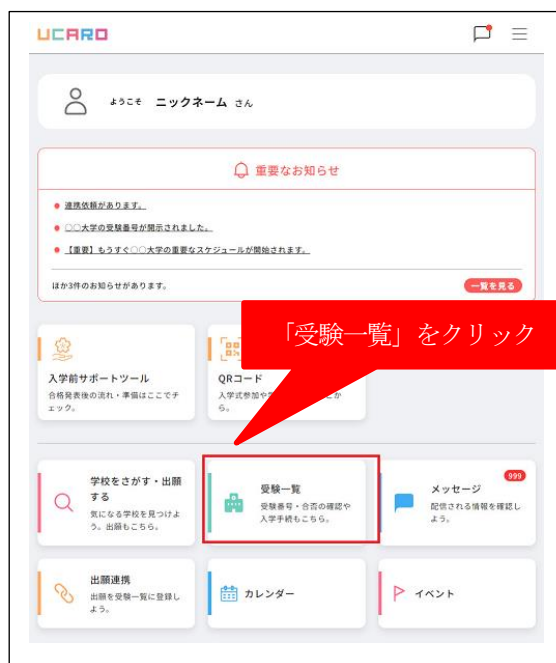 UCARO
ようこそ ニックネーム さん
重要なお知らせ
連携依頼があります。
○○大学の受験番号が開示されました。
【重要】もうすぐ○○大学の重要なスケジュールが開始されます。
ほか3件のお知らせがあります。
一覧を見る
「受験一覧」をクリック
入学前サポートツール
合格発表後の流れ・準備はここでチ
ェック。
QRコード
入学式参加や
か
ら。
学校をさがす・出願
する
気になる学校を見つけよ
う。出願もこちら。
受験一覧
受験番号・合否の確認や
入学手続もこちら。
999
メッセージ
配信される情報を確認し
よう。
出願連携
出願を受験一覧に登録し
よう。
カレンダー
イベント